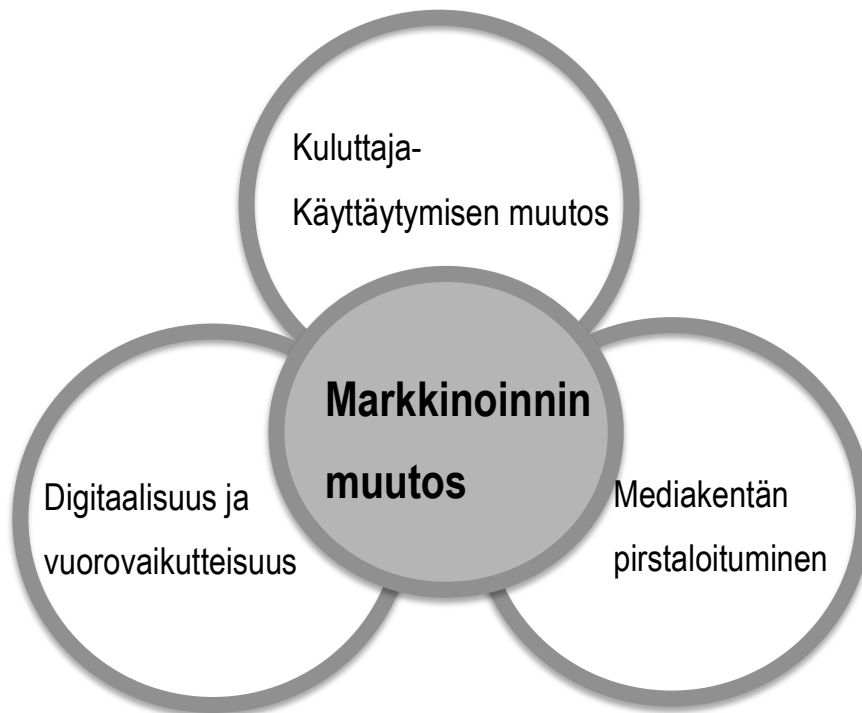 Kuluttaja-
Käyttäytymisen muutos
Markkinoinnin
muutos
Digitaalisuus ja
vuorovaikutteisuus
Mediakentän
pirstaloituminen